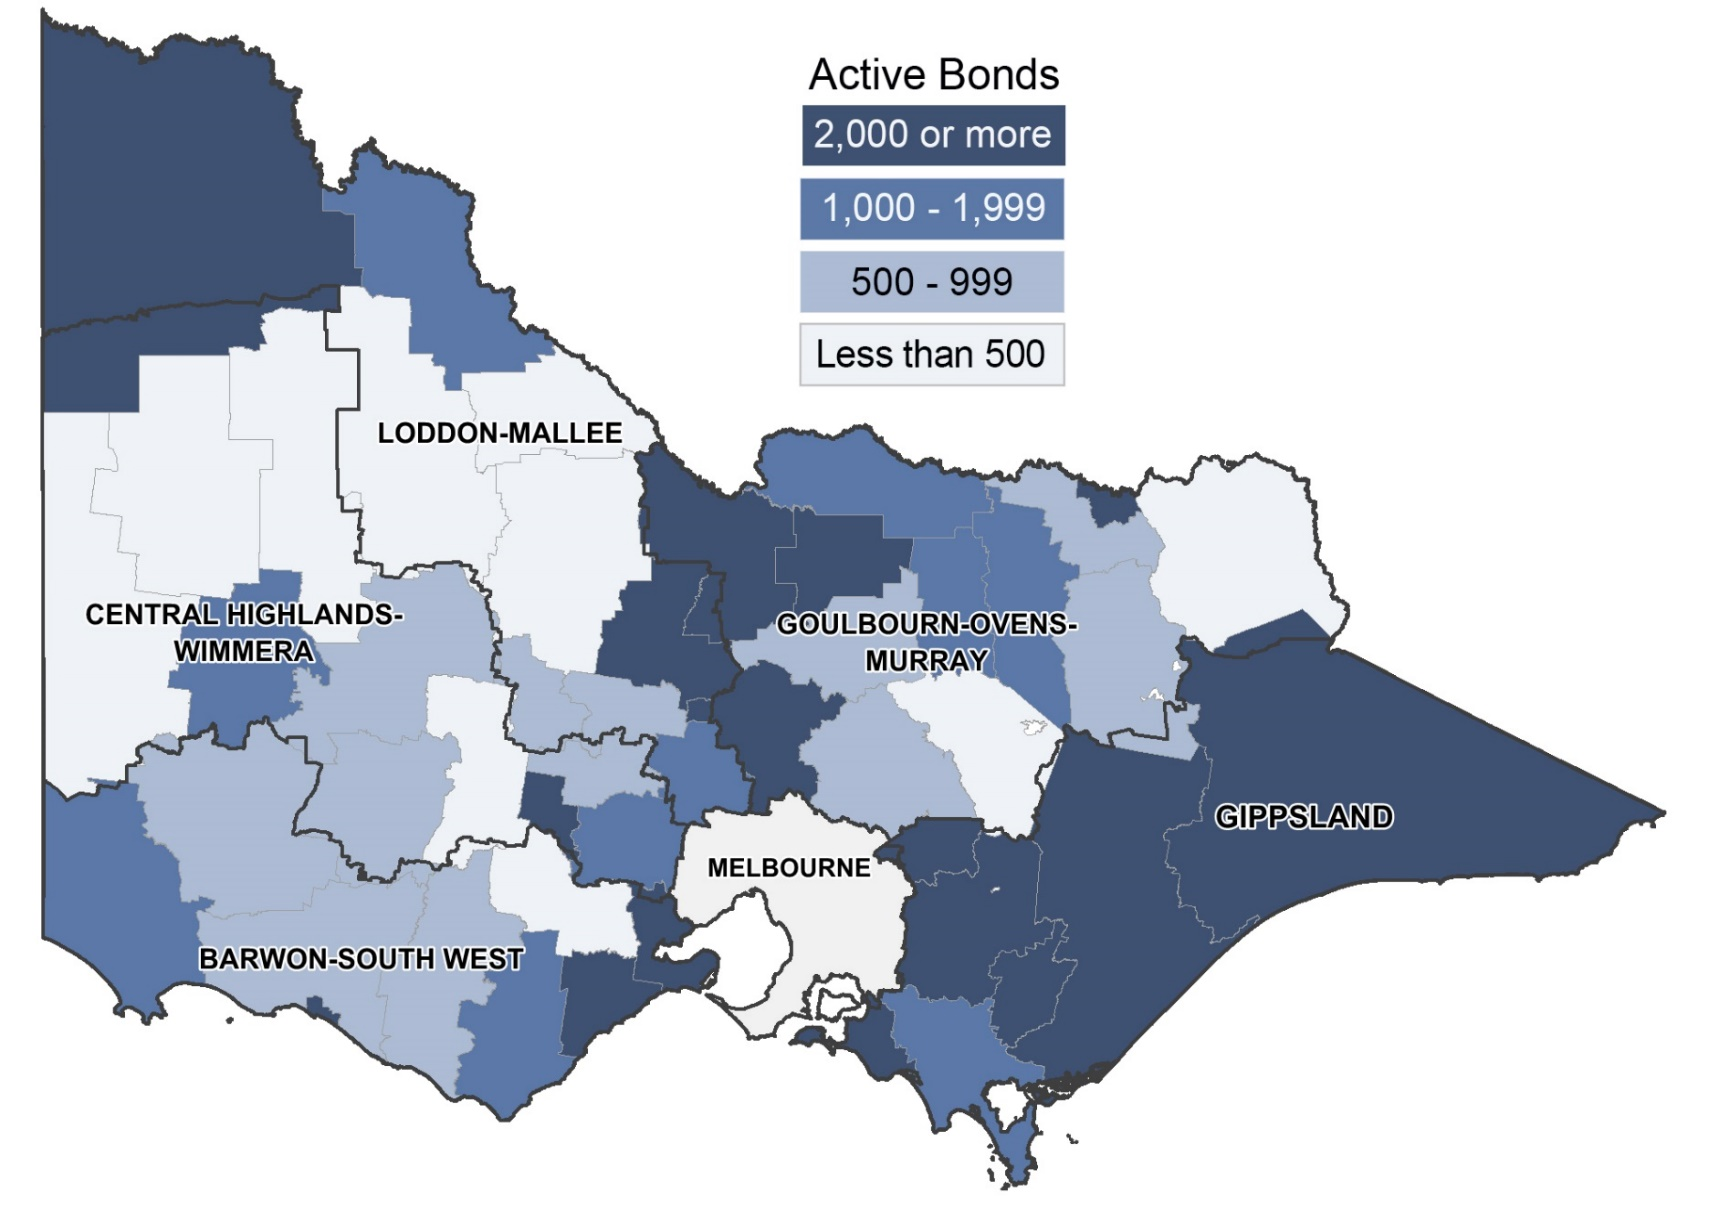 Active Bonds
2,000 or more
1,000 - 1,999
500 - 999
Less than 500
LODDON-MALLEE
CENTRAL HIGHLANDS-
WIMMERA
GOULBOURN-OVENS-
MURRAY
GIPPSLAND
MELBOURNE
BARWON-SOUTH WEST